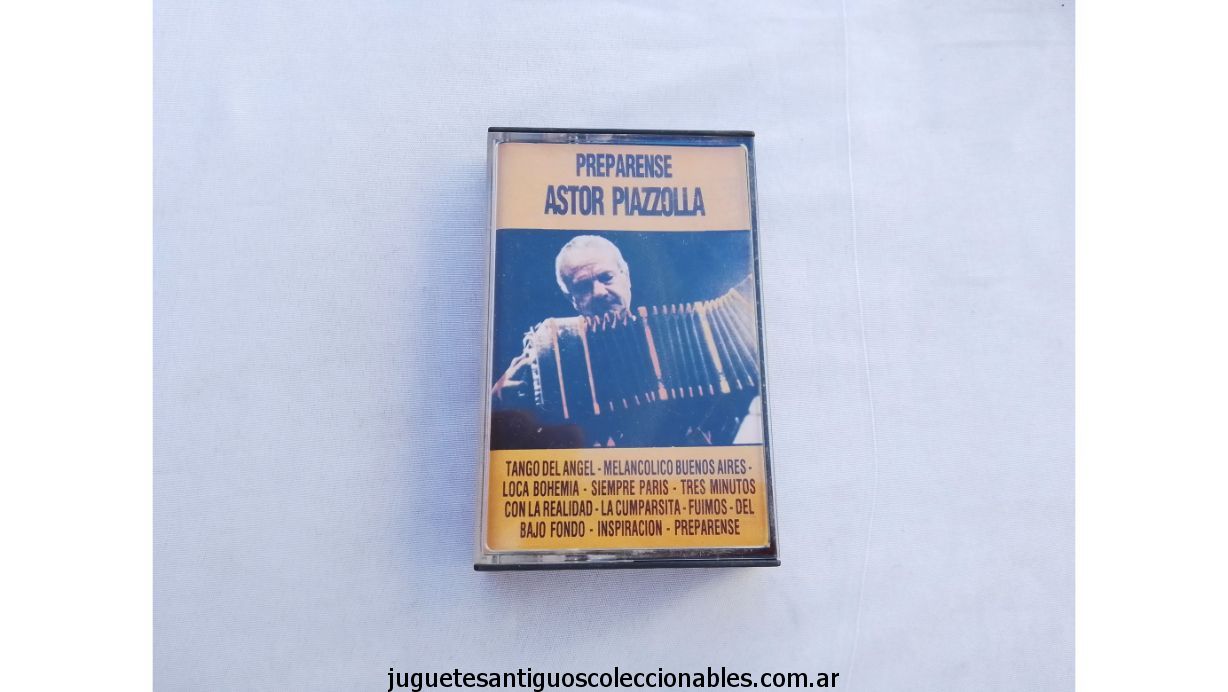 PREPARENSE
ASTOR PIAZZOLLA
TANGO DEL ANGEL - MELANCOLICO BUENOS AIRES -
LOCA BOHEMIA - SIEMPRE PARIS - TRES MINUTOS
CON LA REALIDAD - LA CUMPARSITA - FUIMOS - DEL
BAJO FONDO - INSPIRACION - PREPARENSE
juguetesantiguoscoleccionables.com.ar